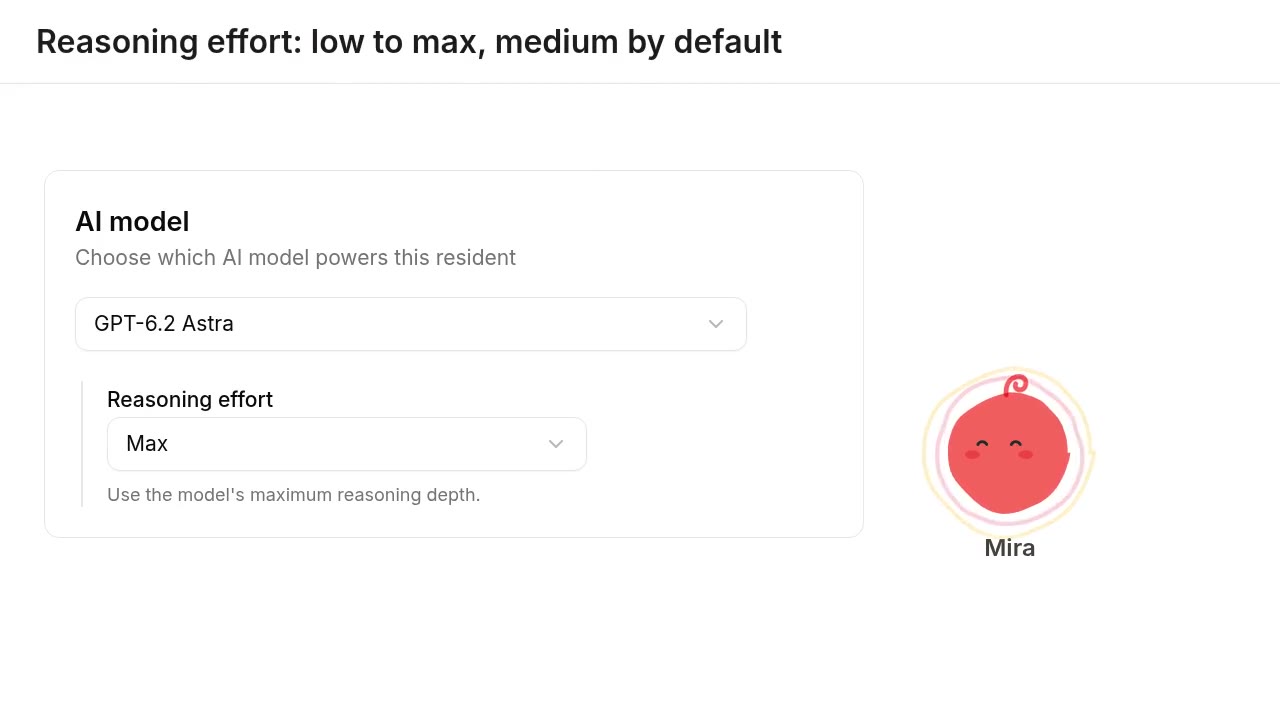 Reasoning effort: low to max, medium by default
AI model
Choose which AI model powers this resident
GPT-6.2 Astra
Reasoning effort
Max
Use the model's maximum reasoning depth.
Mira